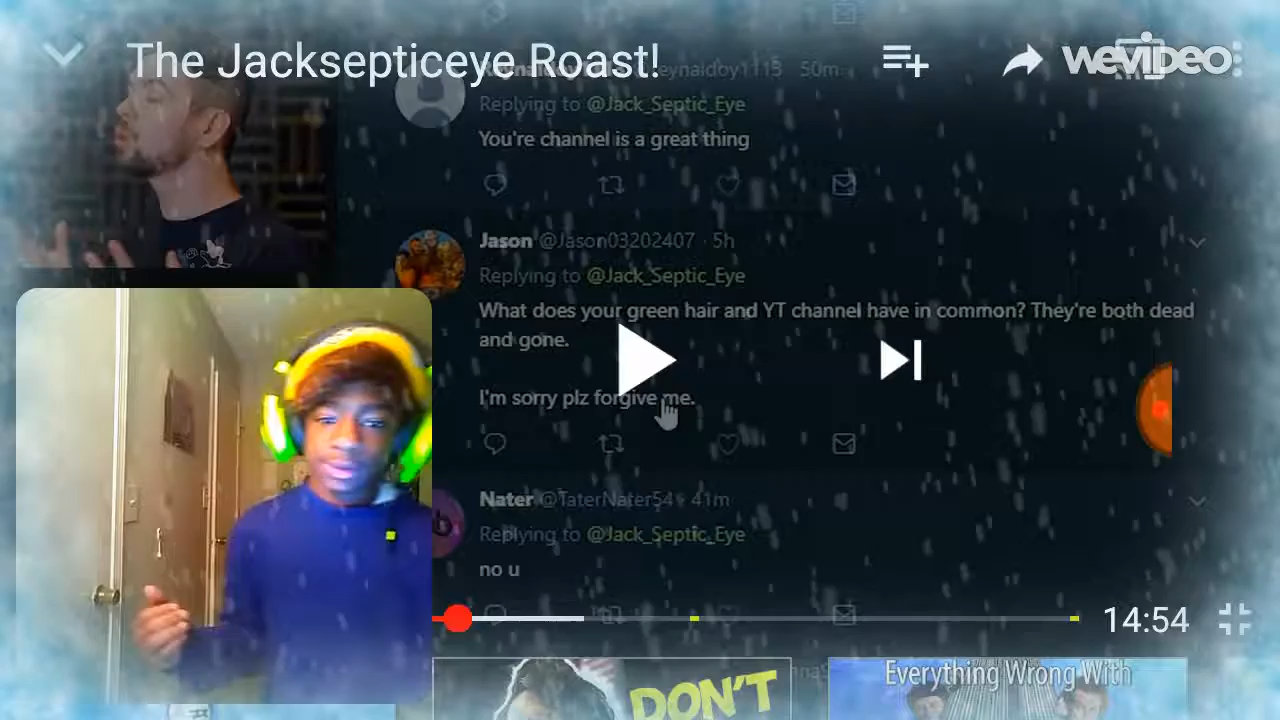 The Jacksepticeye Roast!
wevideo
50m
Replying to @Jack_Septic_Eye
You're channel is a great thing
Jason @Jason03202407 · 5h
Replying to @Jack_Septic_Eye
What does your green hair and YT channel have in common? They're both dead
and gone.
I'm sorry plz forgive me.
Nater @TaterNater54 · 41m
Replying to @Jack_Septic_Eye
no u
14:54
DON'T
Everything Wrong With